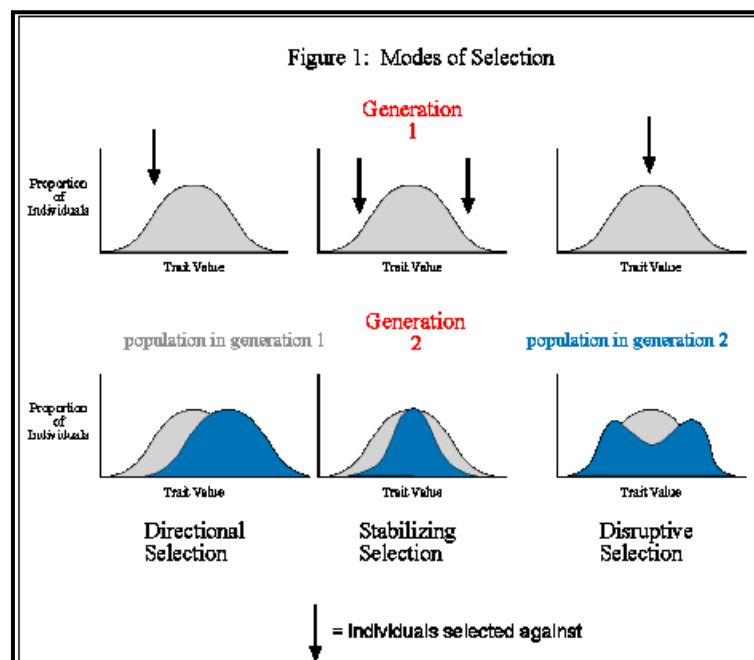 Figure 1: Modes of Selection
Generation
1
Proportion
of
Individuals
Trait Value
Trait Value
Trait Value
population in generation 1
Generation
2
population in generation 2
Proportion
of
Individuals
Trait Value
Trait Value
Trait Value
Directional
Selection
Stabilizing
Selection
Disruptive
Selection
= individuals selected against